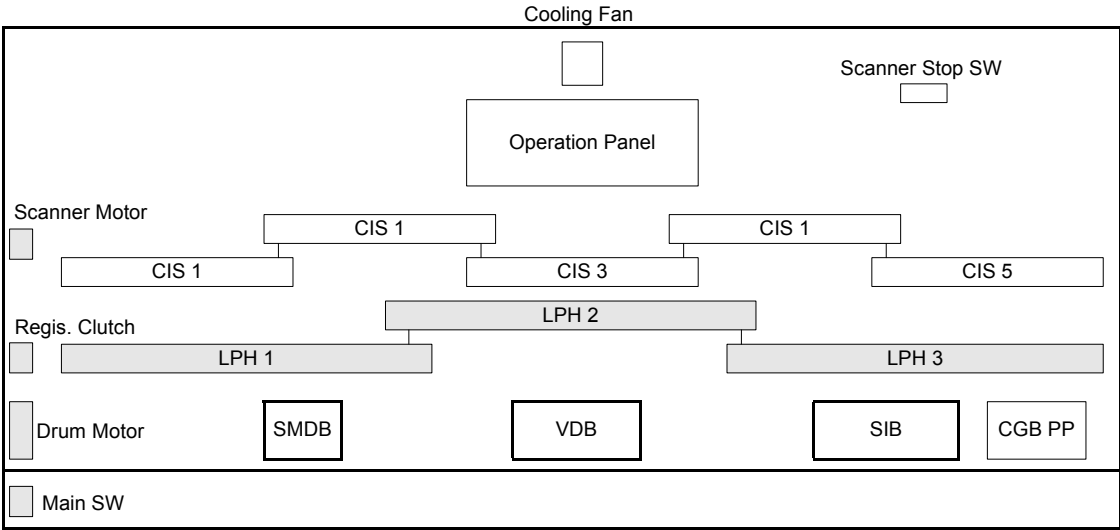 Cooling Fan
Scanner Stop SW
Operation Panel
Scanner Motor
CIS 1
CIS 1
CIS 1
CIS 3
CIS 5
LPH 2
Regis. Clutch
LPH 1
LPH 3
Drum Motor
SMDB
VDB
SIB
CGB PP
Main SW